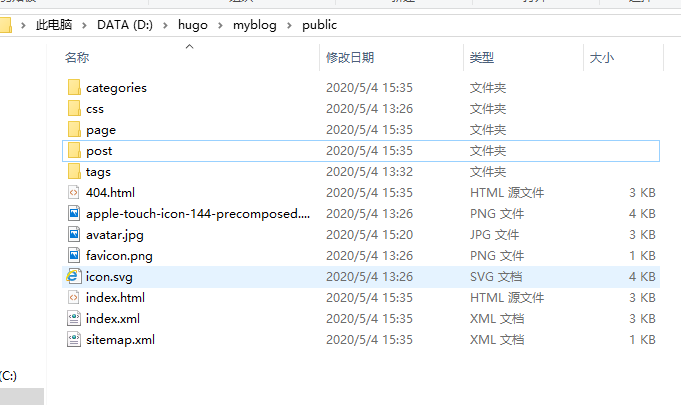 此电脑 > DATA (D:) > hugo > myblog > public
名称 修改日期 类型 大小
categories 2020/5/4 15:35 文件夹
css 2020/5/4 13:26 文件夹
page 2020/5/4 15:35 文件夹
post 2020/5/4 15:35 文件夹
tags 2020/5/4 13:32 文件夹
404.html 2020/5/4 15:35 HTML 源文件 3 KB
apple-touch-icon-144-precomposed.... 2020/5/4 13:26 PNG 文件 4 KB
avatar.jpg 2020/5/4 15:20 JPG 文件 3 KB
favicon.png 2020/5/4 13:26 PNG 文件 1 KB
icon.svg 2020/5/4 13:26 SVG 文档 4 KB
index.html 2020/5/4 15:35 HTML 源文件 3 KB
index.xml 2020/5/4 15:35 XML 文档 3 KB
sitemap.xml 2020/5/4 15:35 XML 文档 1 KB
(C:)